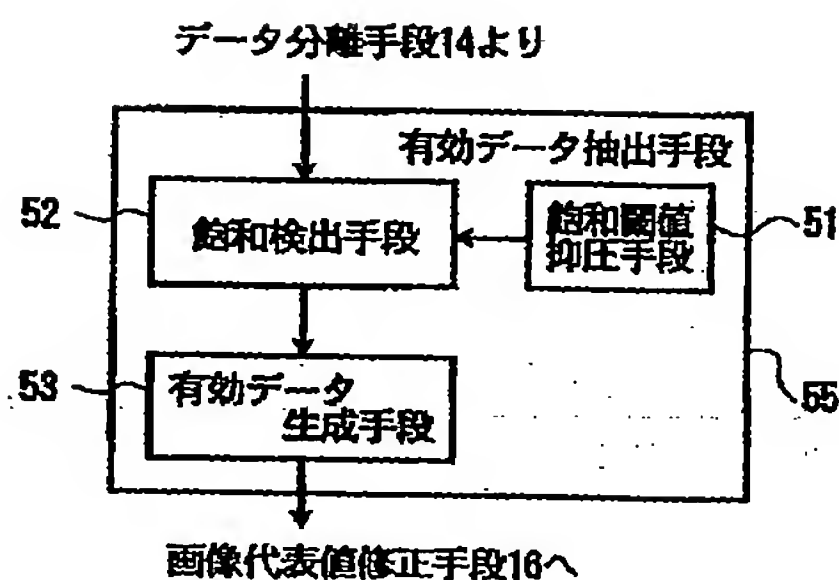 データ分離手段14より
有効データ抽出手段
52
飽和検出手段
飽和閾値
抑圧手段
51
53
有効データ
生成手段
55
画像代表値修正手段16へ